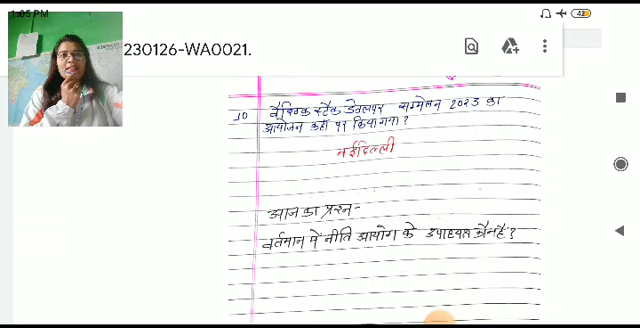 1:05 PM
42
230126-WA0021.
10 वैश्विक स्टैक डेवलपर सम्मेलन 2023 का
आयोजन कहाँ पर किया गया?
नई दिल्ली
आज का प्रश्न-
वर्तमान में नीति आयोग के उपाध्यक्ष कौन हैं?